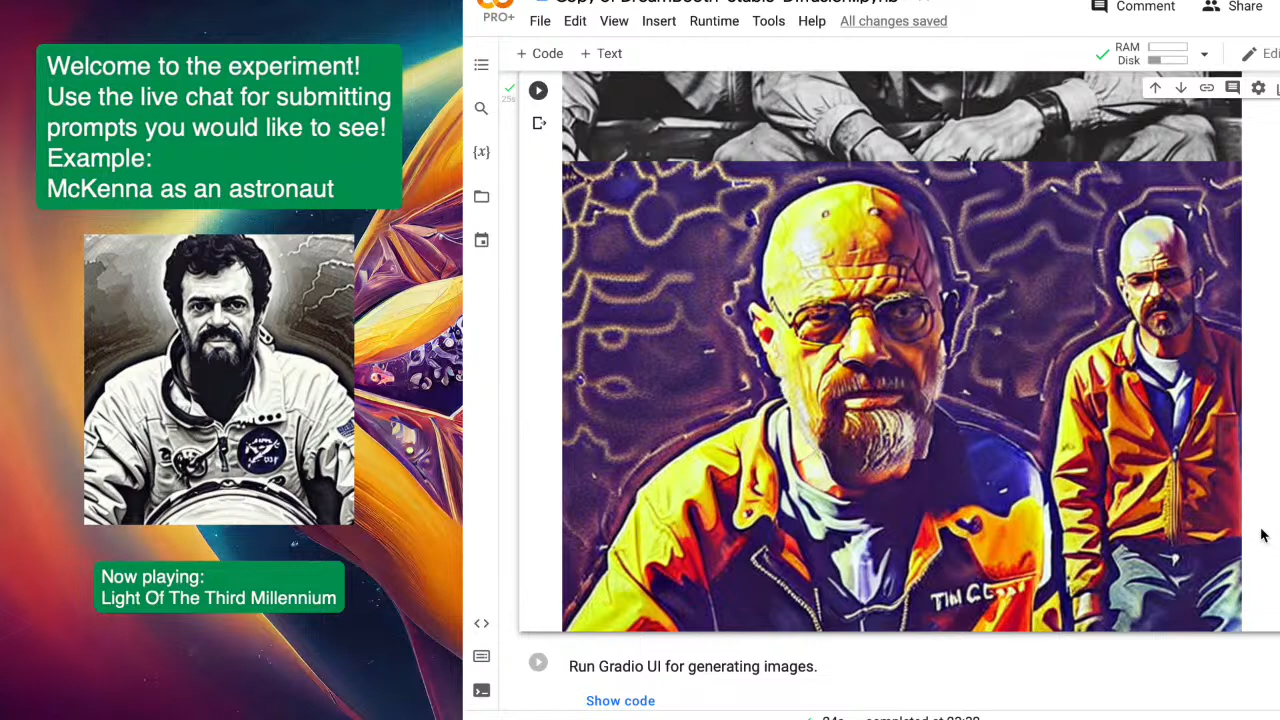 Welcome to the experiment!
Use the live chat for submitting
prompts you would like to see!
Example:
McKenna as an astronaut
Now playing:
Light Of The Third Millennium
PRO+
File Edit View Insert Runtime Tools Help All changes saved
Comment Share
+ Code + Text
RAM
Disk
25s
{x}
Run Gradio UI for generating images.
Show code